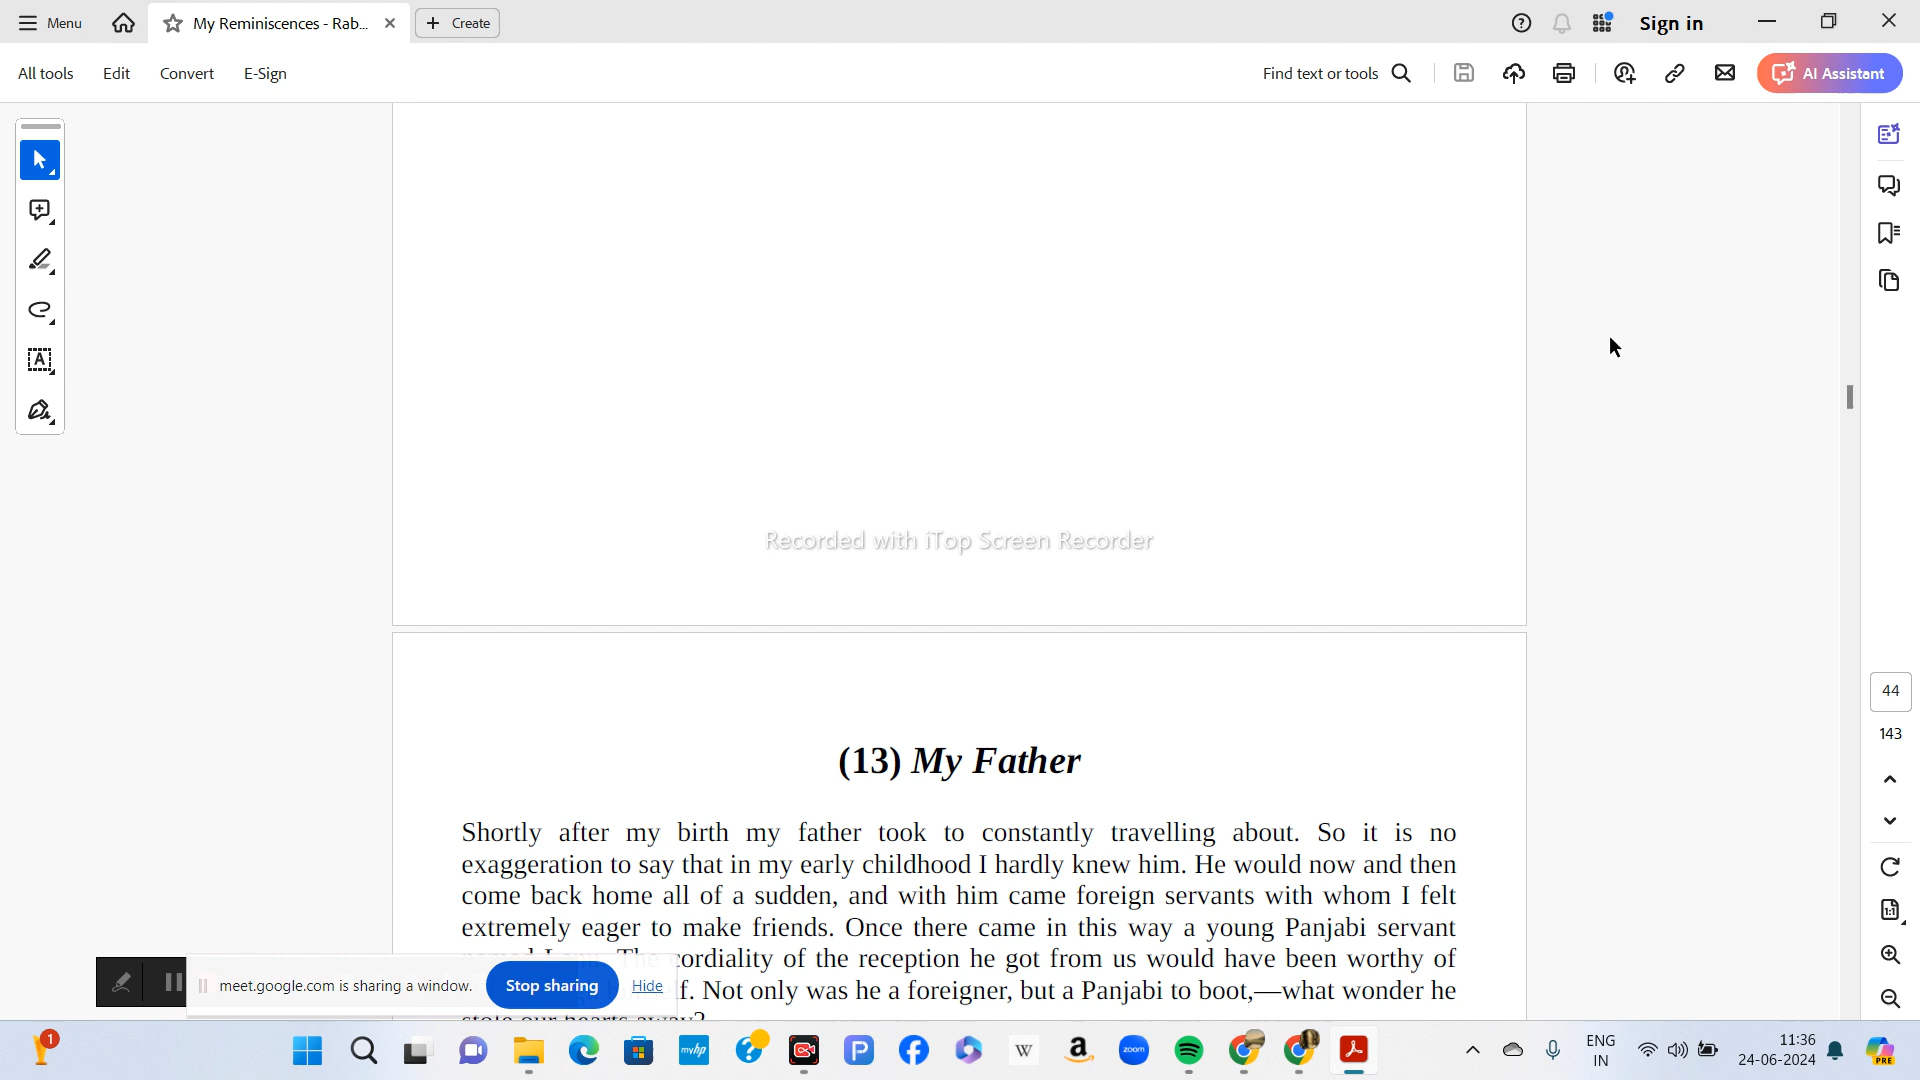 Menu
My Reminiscences - Rab...
Create
Sign in
All tools
Edit
Convert
E-Sign
Find text or tools
AI Assistant
Recorded with iTop Screen Recorder
44
143
(13) My Father
Shortly after my birth my father took to constantly travelling about. So it is no
exaggeration to say that in my early childhood I hardly knew him. He would now and then
come back home all of a sudden, and with him came foreign servants with whom I felt
extremely eager to make friends. Once there came in this way a young Panjabi servant
cordiality of the reception he got from us would have been worthy of
f. Not only was he a foreigner, but a Panjabi to boot,—what wonder he
meet.google.com is sharing a window.
Stop sharing
Hide
1
myhp
W
a
zoom
ENG
IN
11:36
24-06-2024
PRE